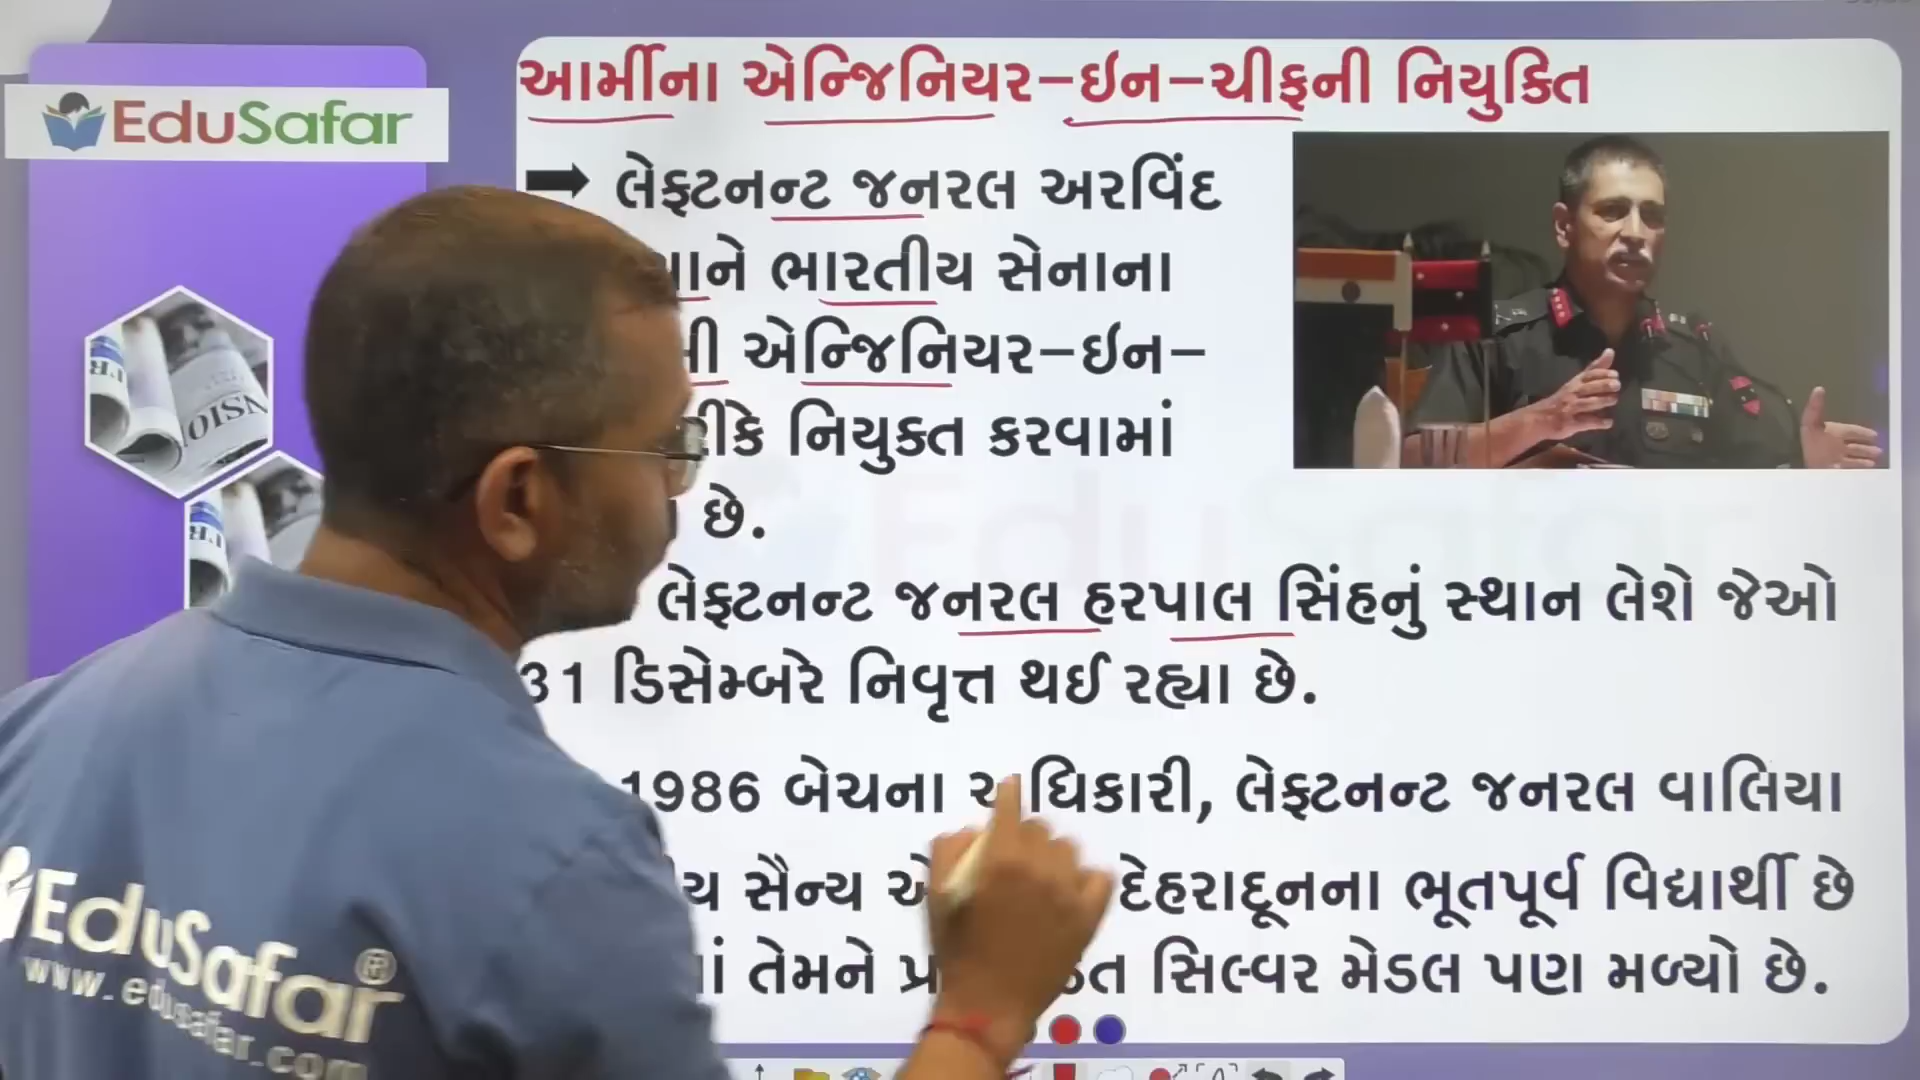 EduSafar
આર્મીના એન્જિનિયર-ઇન-ચીફની નિયુક્તિ
લેફ્ટનન્ટ જનરલ અરવિંદ
ભારતીય સેનાના
એન્જિનિયર-ઇન-
નિયુક્ત કરવામાં
છે.
લેફ્ટનન્ટ જનરલ હરપાલ સિંહનું સ્થાન લેશે જેઓ
31 ડિસેમ્બરે નિવૃત્ત થઈ રહ્યા છે.
1986 બેચના અધિકારી, લેફ્ટનન્ટ જનરલ વાલિયા
સૈન્ય દેહરાદૂનના ભૂતપૂર્વ વિદ્યાર્થી છે
તેમને સિલ્વર મેડલ પણ મળ્યો છે.
EduSafar®
www.edusafar.com